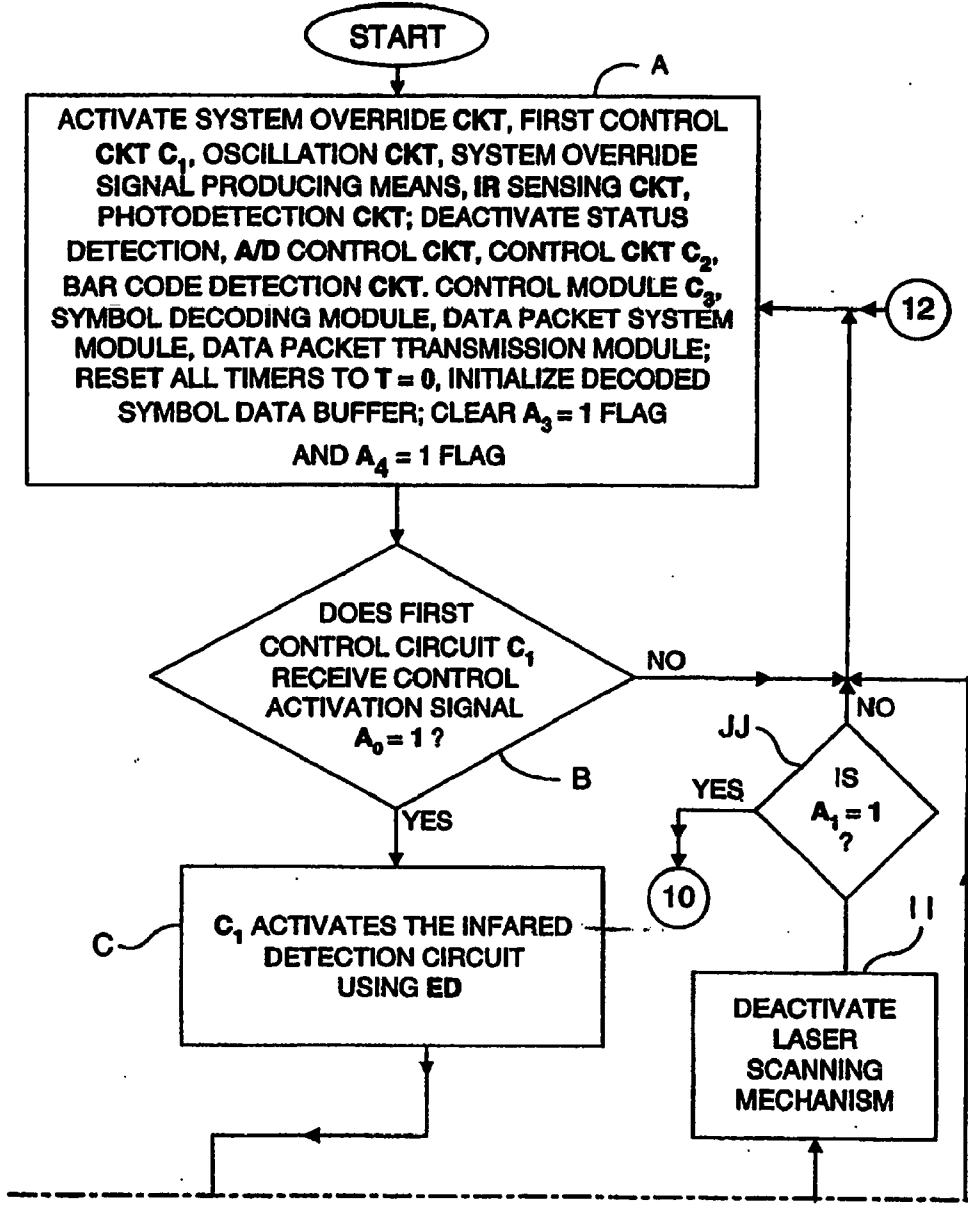 START
A
ACTIVATE SYSTEM OVERRIDE CKT, FIRST CONTROL
CKT C₁, OSCILLATION CKT, SYSTEM OVERRIDE
SIGNAL PRODUCING MEANS, IR SENSING CKT,
PHOTODETECTION CKT; DEACTIVATE STATUS
DETECTION, A/D CONTROL CKT, CONTROL CKT C₂,
BAR CODE DETECTION CKT. CONTROL MODULE C₃,
SYMBOL DECODING MODULE, DATA PACKET SYSTEM
MODULE, DATA PACKET TRANSMISSION MODULE;
RESET ALL TIMERS TO T = 0, INITIALIZE DECODED
SYMBOL DATA BUFFER; CLEAR A₃ = 1 FLAG
AND A₄ = 1 FLAG
12
DOES FIRST
CONTROL CIRCUIT C₁
RECEIVE CONTROL
ACTIVATION SIGNAL
A₀ = 1 ?
B
NO
YES
C
C₁ ACTIVATES THE INFARED
DETECTION CIRCUIT
USING ED
NO
JJ
IS
A₁ = 1
?
YES
10
II
DEACTIVATE
LASER
SCANNING
MECHANISM